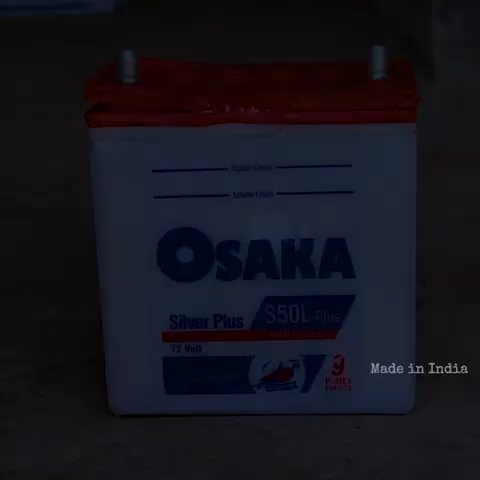 Upper Level
Lower Level
OSAKA
Silver Plus
S50L Plus
12 Volt
9
Made in India